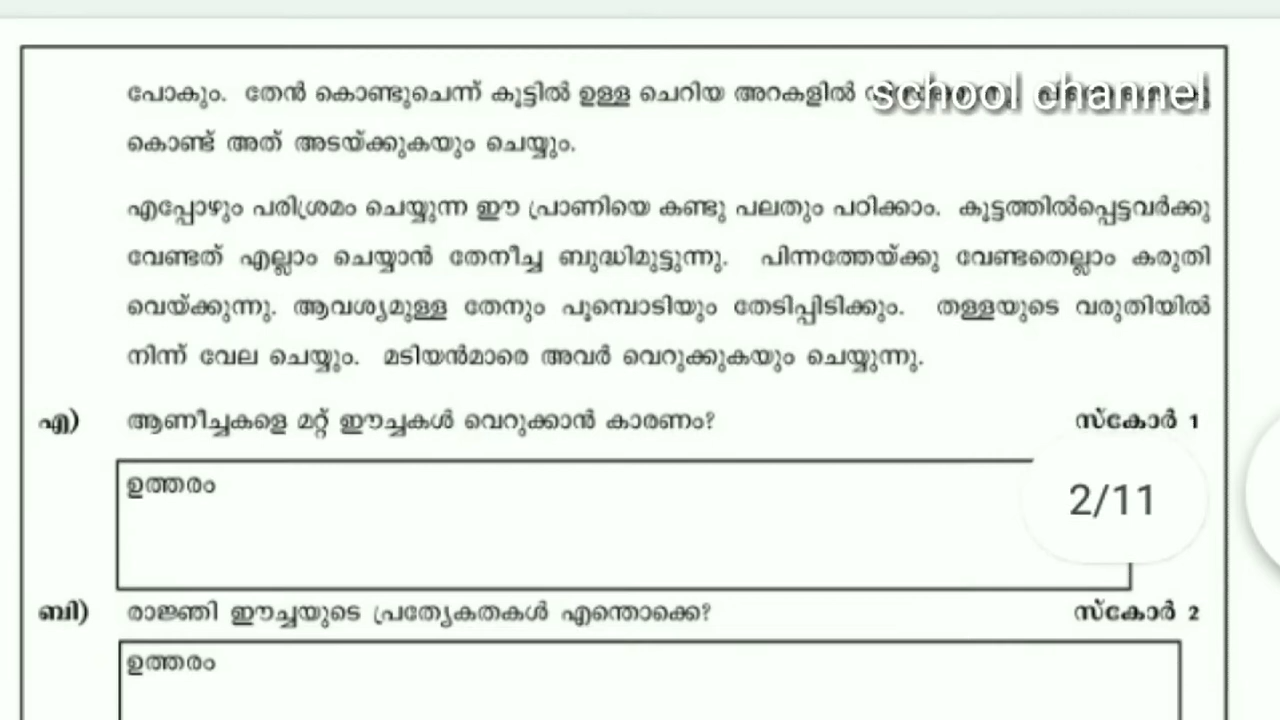 പോകും. തേൻ കൊണ്ടുചെന്ന് കൂട്ടിൽ ഉള്ള ചെറിയ അറകളിൽ
school channel
കൊണ്ട് അത് അടയ്ക്കുകയും ചെയ്യും.
എപ്പോഴും പരിശ്രമം ചെയ്യുന്ന ഈ പ്രാണിയെ കണ്ടു പലതും പഠിക്കാം. കൂട്ടത്തിൽപ്പെട്ടവർക്കു
വേണ്ടത് എല്ലാം ചെയ്യാൻ തേനീച്ച ബുദ്ധിമുട്ടുന്നു. പിന്നത്തേയ്ക്കു വേണ്ടതെല്ലാം കരുതി
വെയ്ക്കുന്നു. ആവശ്യമുള്ള തേനും പൂമ്പൊടിയും തേടിപ്പിടിക്കും. തള്ളയുടെ വരുതിയിൽ
നിന്ന് വേല ചെയ്യും. മടിയൻമാരെ അവർ വെറുക്കുകയും ചെയ്യുന്നു.
എ) ആണീച്ചകളെ മറ്റ് ഈച്ചകൾ വെറുക്കാൻ കാരണം? സ്കോർ 1
ഉത്തരം
2/11
ബി) രാജ്ഞി ഈച്ചയുടെ പ്രത്യേകതകൾ എന്തൊക്കെ? സ്കോർ 2
ഉത്തരം